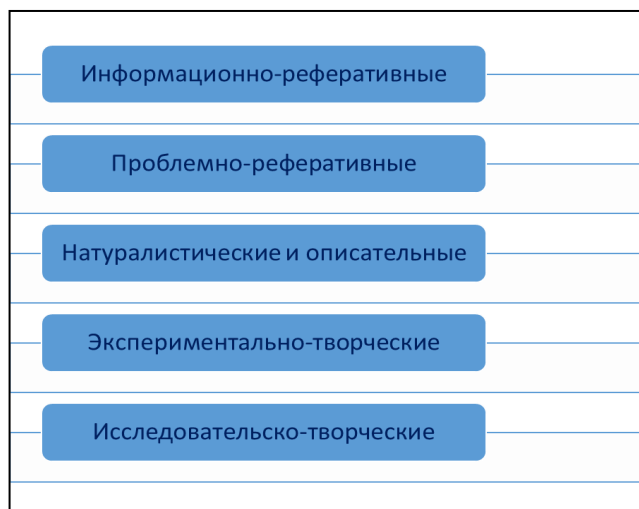 Информационно-реферативные
Проблемно-реферативные
Натуралистические и описательные
Экспериментально-творческие
Исследовательско-творческие